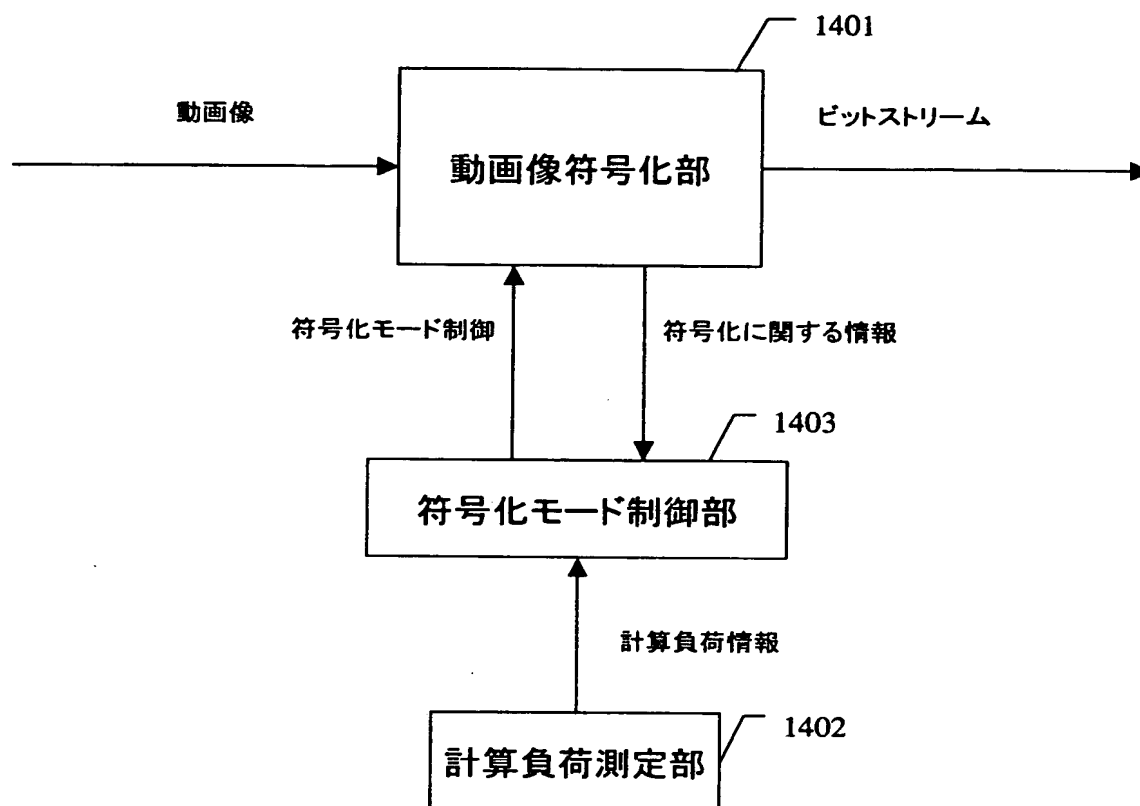 1401
動画像
ビットストリーム
動画像符号化部
符号化モード制御
符号化に関する情報
1403
符号化モード制御部
計算負荷情報
1402
計算負荷測定部